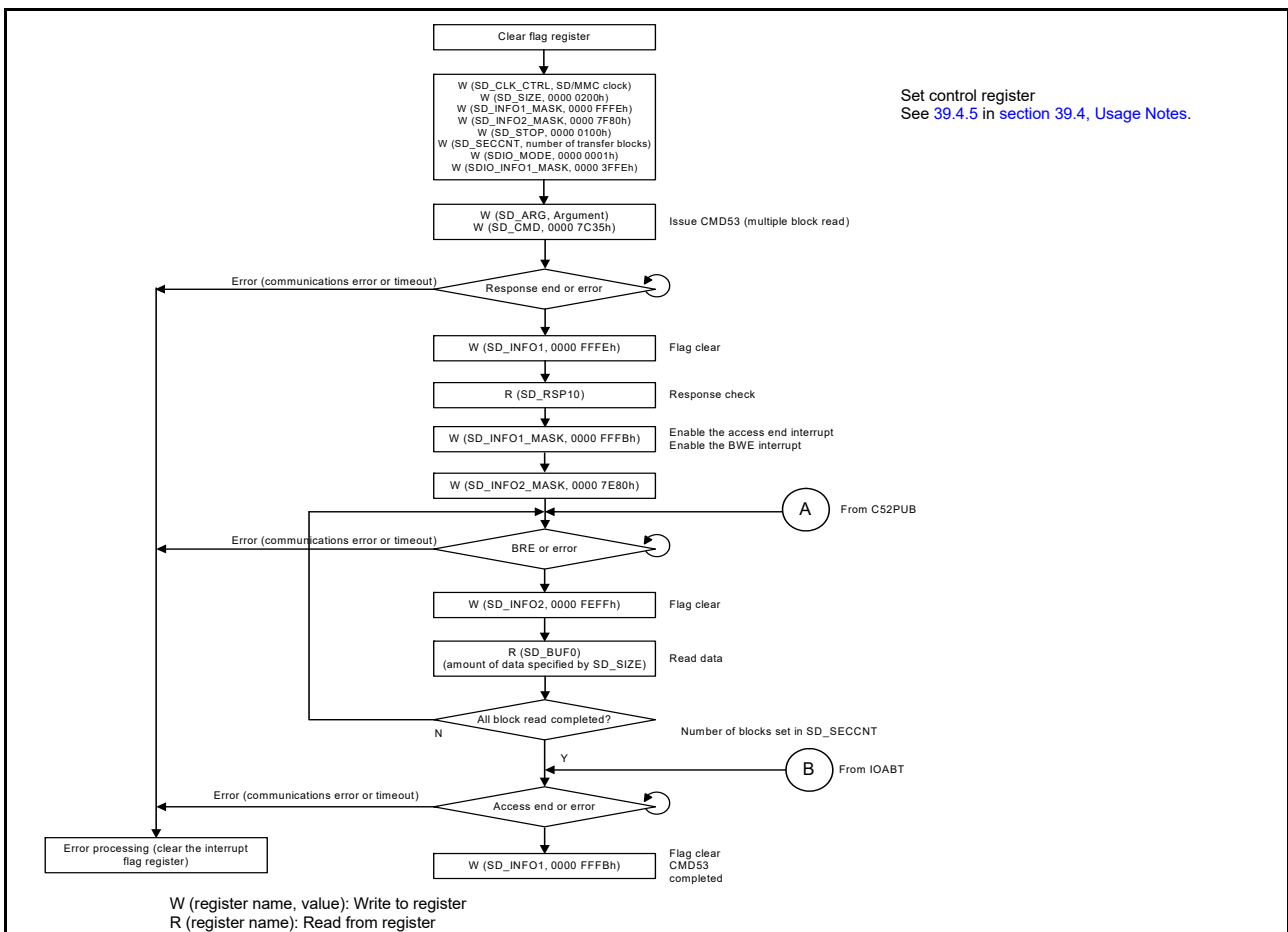 Clear flag register
W (SD_CLK_CTRL, SD/MMC clock)
W (SD_SIZE, 0000 0200h)
W (SD_INFO1_MASK, 0000 FFFEh)
W (SD_INFO2_MASK, 0000 7F80h)
W (SD_STOP, 0000 0100h)
W (SD_SECCNT, number of transfer blocks)
W (SDIO_MODE, 0000 0001h)
W (SDIO_INFO1_MASK, 0000 3FFEh)
Set control register
See 39.4.5 in section 39.4, Usage Notes.
W (SD_ARG, Argument)
W (SD_CMD, 0000 7C35h)
Issue CMD53 (multiple block read)
Error (communications error or timeout)
Response end or error
W (SD_INFO1, 0000 FFFEh)
Flag clear
R (SD_RSP10)
Response check
W (SD_INFO1_MASK, 0000 FFFBh)
Enable the access end interrupt
Enable the BWE interrupt
W (SD_INFO2_MASK, 0000 7E80h)
A
From C52PUB
Error (communications error or timeout)
BRE or error
W (SD_INFO2, 0000 FEFFh)
Flag clear
R (SD_BUF0)
(amount of data specified by SD_SIZE)
Read data
All block read completed?
N
Number of blocks set in SD_SECCNT
Y
B
From IOABT
Error (communications error or timeout)
Access end or error
Error processing (clear the interrupt
flag register)
W (SD_INFO1, 0000 FFFBh)
Flag clear
CMD53
completed
W (register name, value): Write to register
R (register name): Read from register